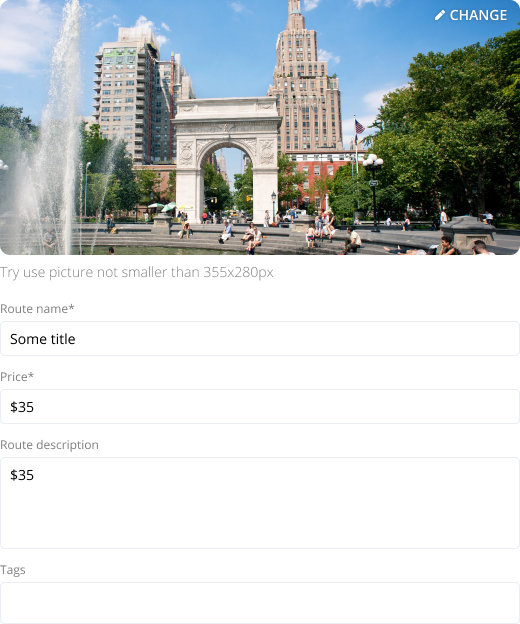 CHANGE
Try use picture not smaller than 355x280px
Route name*
Some title
Price*
$35
Route description
$35
Tags